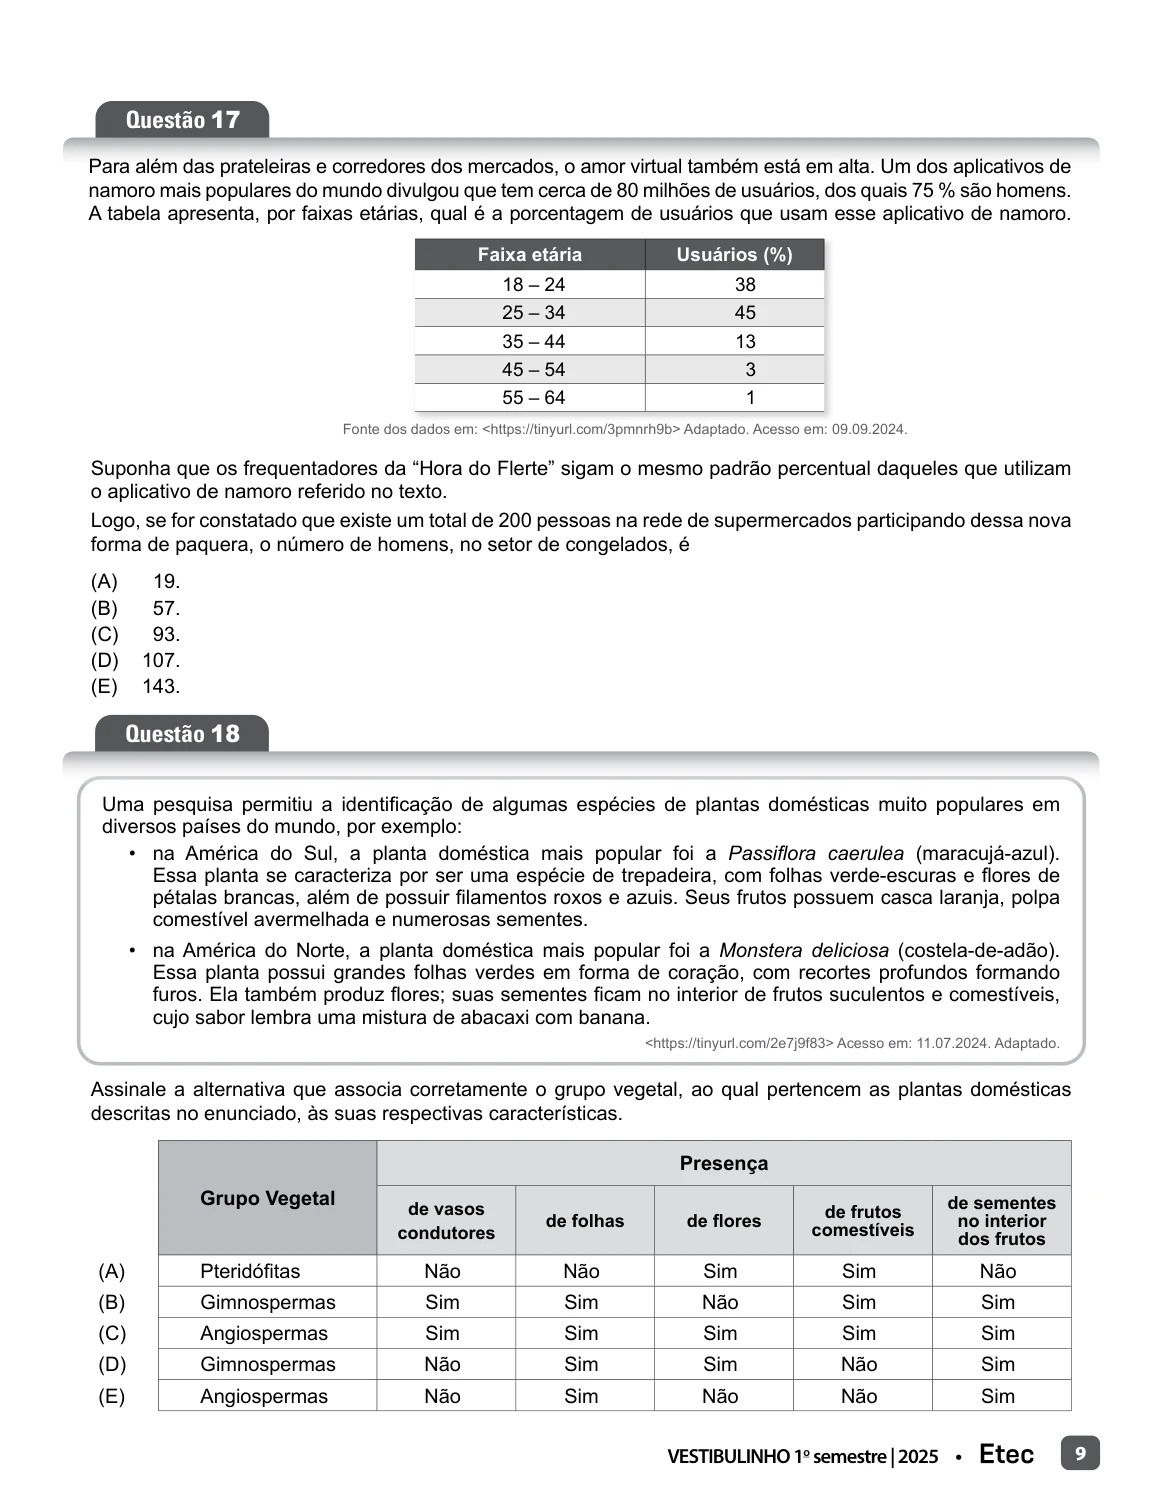 Questão 17
Para além das prateleiras e corredores dos mercados, o amor virtual também está em alta. Um dos aplicativos de
namoro mais populares do mundo divulgou que tem cerca de 80 milhões de usuários, dos quais 75 % são homens.
A tabela apresenta, por faixas etárias, qual é a porcentagem de usuários que usam esse aplicativo de namoro.
Faixa etária Usuários (%)
18 – 24 38
25 – 34 45
35 – 44 13
45 – 54 3
55 – 64 1
Fonte dos dados em: <https://tinyurl.com/3pmnrh9b> Adaptado. Acesso em: 09.09.2024.
Suponha que os frequentadores da “Hora do Flerte” sigam o mesmo padrão percentual daqueles que utilizam
o aplicativo de namoro referido no texto.
Logo, se for constatado que existe um total de 200 pessoas na rede de supermercados participando dessa nova
forma de paquera, o número de homens, no setor de congelados, é
(A) 19.
(B) 57.
(C) 93.
(D) 107.
(E) 143.
Questão 18
Uma pesquisa permitiu a identificação de algumas espécies de plantas domésticas muito populares em
diversos países do mundo, por exemplo:
• na América do Sul, a planta doméstica mais popular foi a Passiflora caerulea (maracujá-azul).
Essa planta se caracteriza por ser uma espécie de trepadeira, com folhas verde-escuras e flores de
pétalas brancas, além de possuir filamentos roxos e azuis. Seus frutos possuem casca laranja, polpa
comestível avermelhada e numerosas sementes.
• na América do Norte, a planta doméstica mais popular foi a Monstera deliciosa (costela-de-adão).
Essa planta possui grandes folhas verdes em forma de coração, com recortes profundos formando
furos. Ela também produz flores; suas sementes ficam no interior de frutos suculentos e comestíveis,
cujo sabor lembra uma mistura de abacaxi com banana.
<https://tinyurl.com/2e7j9f83> Acesso em: 11.07.2024. Adaptado.
Assinale a alternativa que associa corretamente o grupo vegetal, ao qual pertencem as plantas domésticas
descritas no enunciado, às suas respectivas características.
Grupo Vegetal
Presença
de vasos
condutores
de folhas
de flores
de frutos
comestíveis
de sementes
no interior
dos frutos
(A) Pteridófitas Não Não Sim Sim Não
(B) Gimnospermas Sim Sim Não Sim Sim
(C) Angiospermas Sim Sim Sim Sim Sim
(D) Gimnospermas Não Sim Sim Não Sim
(E) Angiospermas Não Sim Não Não Sim
VESTIBULINHO 1º semestre | 2025 • Etec 9